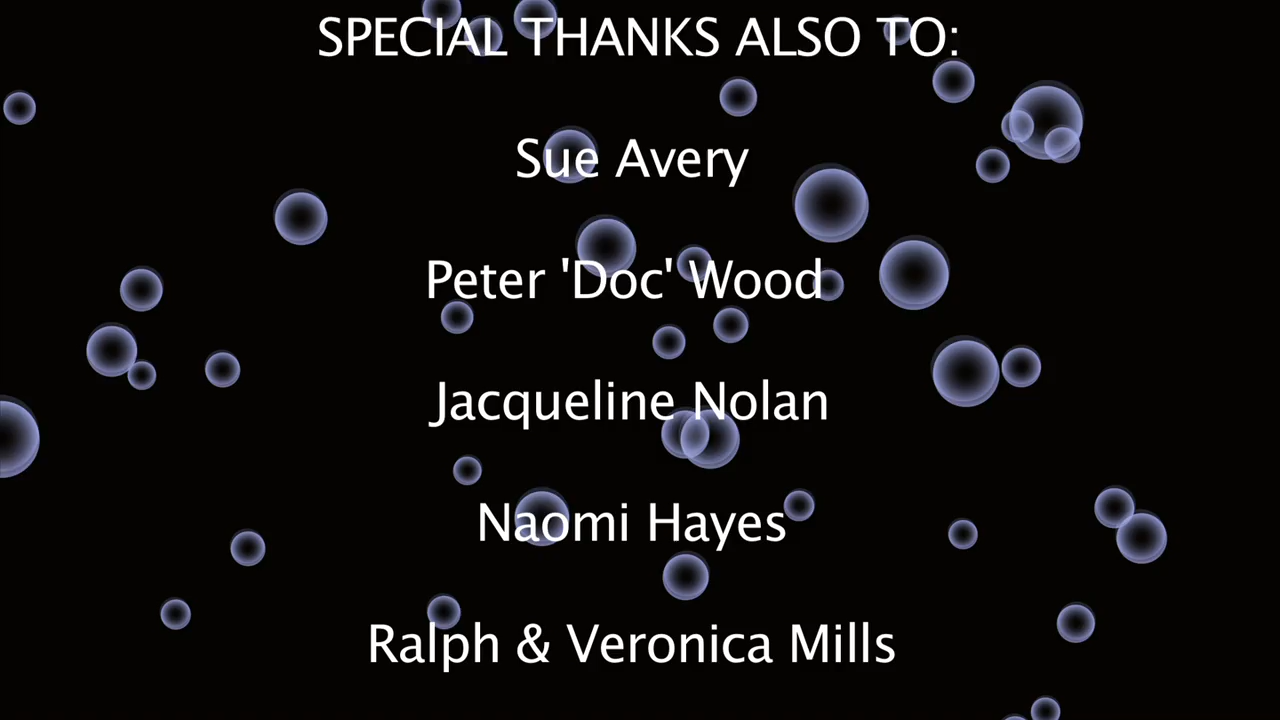 SPECIAL THANKS ALSO TO:
Sue Avery
Peter 'Doc' Wood
Jacqueline Nolan
Naomi Hayes
Ralph & Veronica Mills